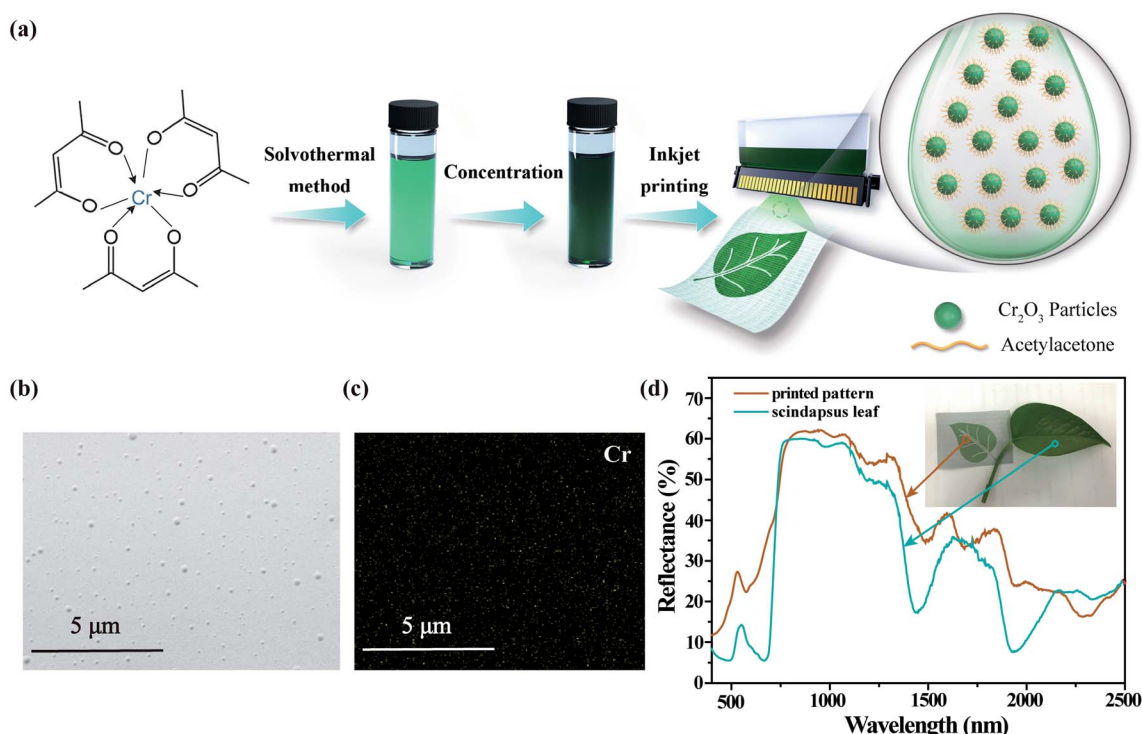 (a)
O
O
O
O
Cr
O
O
Solvothermal
method
Concentration
Inkjet
printing
Cr₂O₃ Particles
Acetylacetone
(b)
5 μm
(c)
Cr
5 μm
(d)
printed pattern
scindapsus leaf
70
60
50
40
30
20
10
0
Reflectance (%)
500
1000
1500
2000
2500
Wavelength (nm)